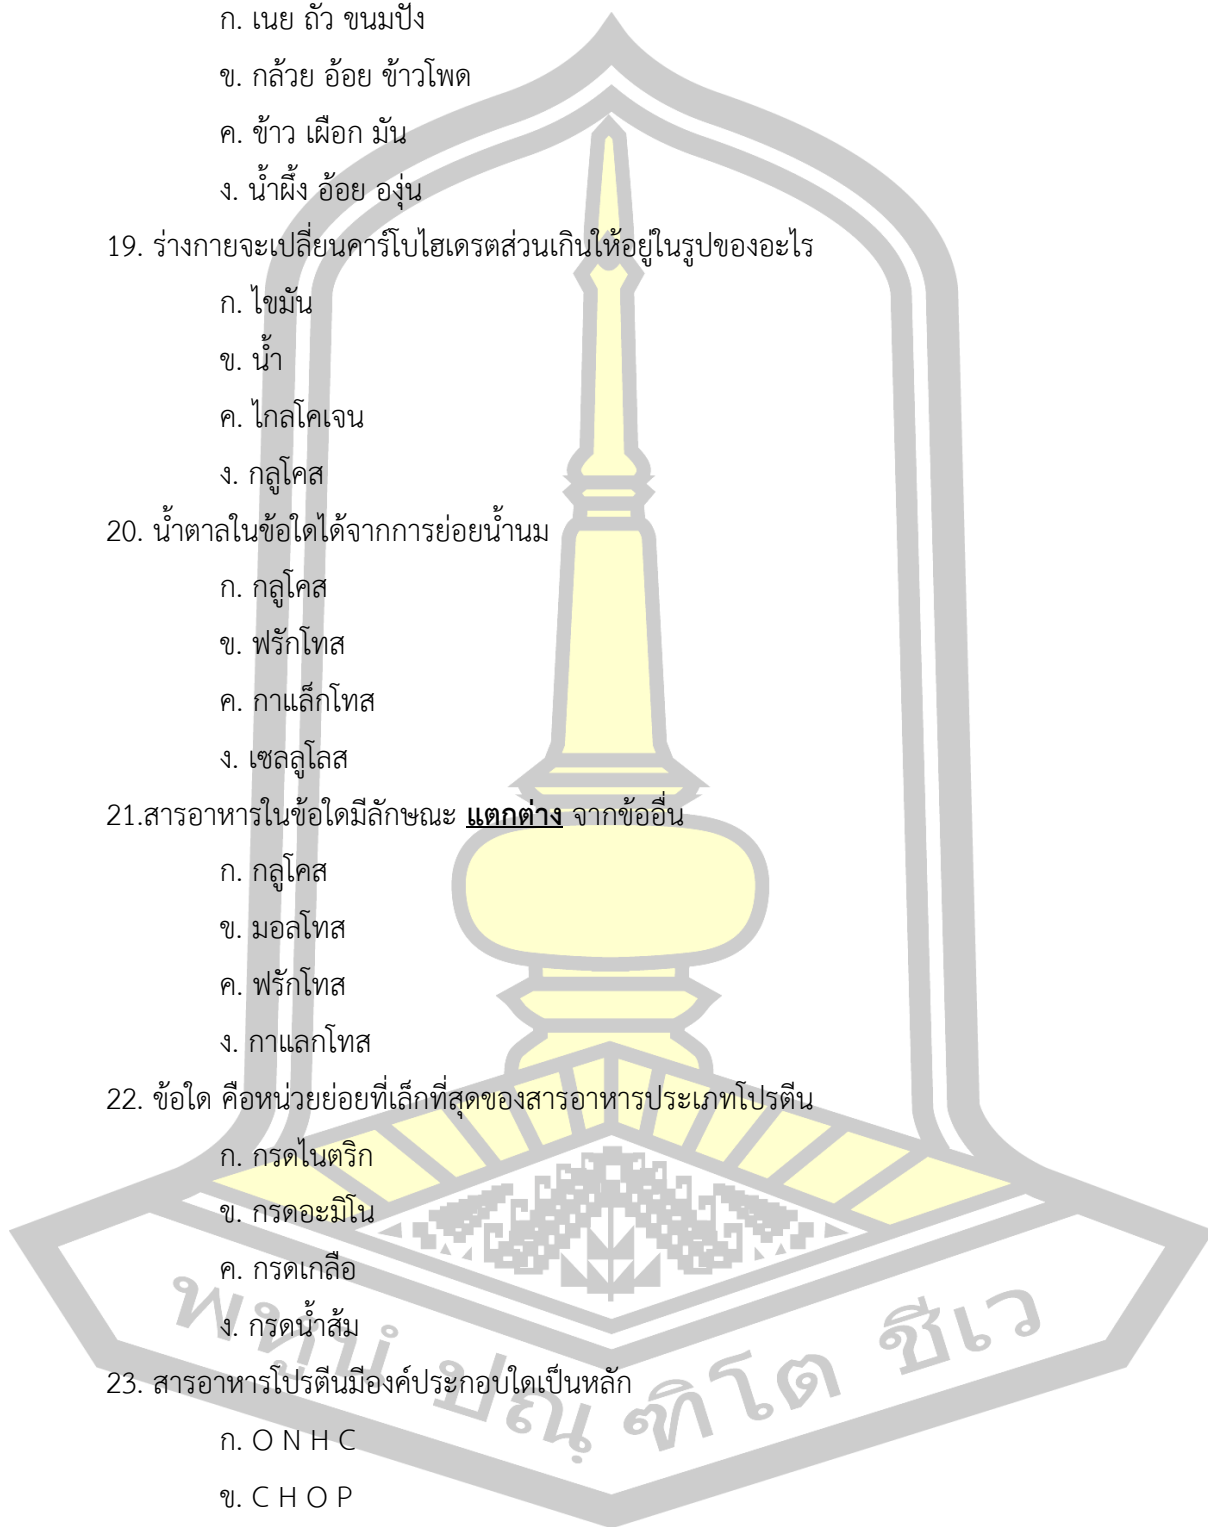 ก. เนย ถั่ว ขนมปัง
ข. กล้วย อ้อย ข้าวโพด
ค. ข้าว เผือก มัน
ง. น้ำผึ้ง อ้อย องุ่น
19. ร่างกายจะเปลี่ยนคาร์โบไฮเดรตส่วนเกินให้อยู่ในรูปของอะไร
ก. ไขมัน
ข. น้ำ
ค. ไกลโคเจน
ง. กลูโคส
20. น้ำตาลในข้อใดได้จากการย่อยน้ำนม
ก. กลูโคส
ข. ฟรักโทส
ค. กาแล็กโทส
ง. เซลลูโลส
21.สารอาหารในข้อใดมีลักษณะ แตกต่าง จากข้ออื่น
ก. กลูโคส
ข. มอลโทส
ค. ฟรักโทส
ง. กาแลกโทส
22. ข้อใด คือหน่วยย่อยที่เล็กที่สุดของสารอาหารประเภทโปรตีน
ก. กรดไนตริก
ข. กรดอะมิโน
ค. กรดเกลือ
ง. กรดน้ำส้ม
23. สารอาหารโปรตีนมีองค์ประกอบใดเป็นหลัก
ก. O N H C
ข. C H O P
พหูนํ ปณฺฑิโต ชีเว